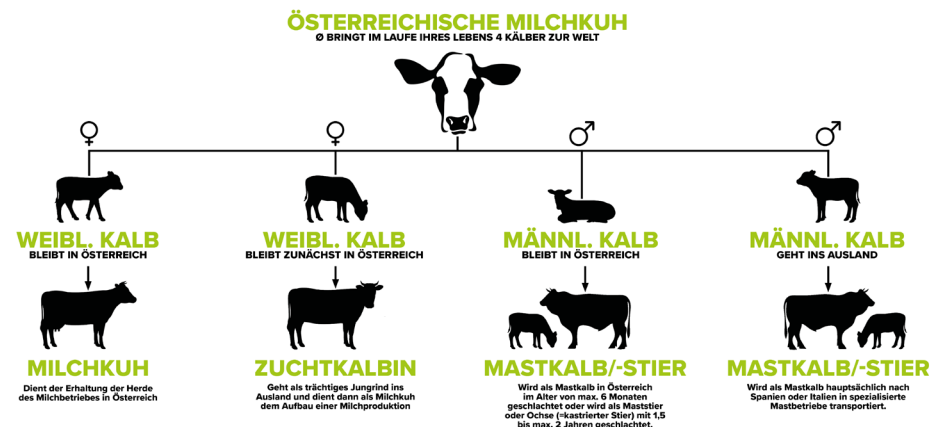 ÖSTERREICHISCHE MILCHKUH
Ø BRINGT IM LAUFE IHRES LEBENS 4 KÄLBER ZUR WELT
WEIBL. KALB
BLEIBT IN ÖSTERREICH
MILCHKUH
Dient der Erhaltung der Herde
des Milchbetriebes in Österreich
WEIBL. KALB
BLEIBT ZUNÄCHST IN ÖSTERREICH
ZUCHTKALBIN
Geht als trächtiges Jungrind ins
Ausland und dient dann als Milchkuh
dem Aufbau einer Milchproduktion
MÄNNL. KALB
BLEIBT IN ÖSTERREICH
MASTKALB/-STIER
Wird als Mastkalb in Österreich
im Alter von max. 6 Monaten
geschlachtet oder wird als Maststier
oder Ochse (=kastrierter Stier) mit 1,5
bis max. 2 Jahren geschlachtet.
MÄNNL. KALB
GEHT INS AUSLAND
MASTKALB/-STIER
Wird als Mastkalb hauptsächlich nach
Spanien oder Italien in spezialisierte
Mastbetriebe transportiert.